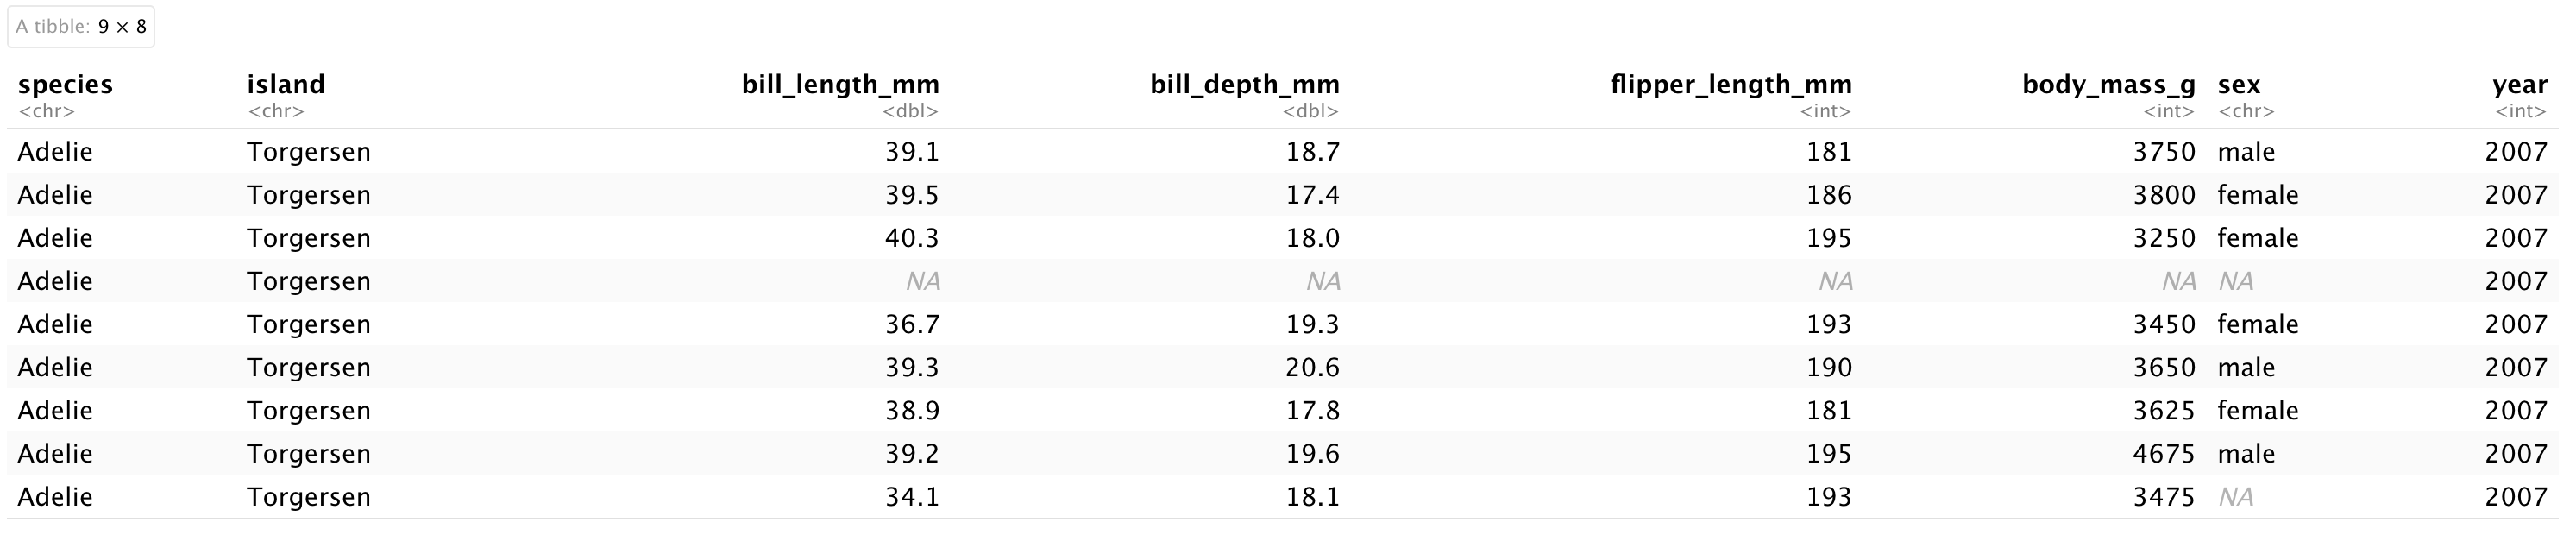 A tibble: 9 × 8
species island bill_length_mm bill_depth_mm flipper_length_mm body_mass_g sex year
<chr> <chr> <dbl> <dbl> <int> <int> <chr> <int>
Adelie Torgersen 39.1 18.7 181 3750 male 2007
Adelie Torgersen 39.5 17.4 186 3800 female 2007
Adelie Torgersen 40.3 18.0 195 3250 female 2007
Adelie Torgersen NA NA NA NA NA 2007
Adelie Torgersen 36.7 19.3 193 3450 female 2007
Adelie Torgersen 39.3 20.6 190 3650 male 2007
Adelie Torgersen 38.9 17.8 181 3625 female 2007
Adelie Torgersen 39.2 19.6 195 4675 male 2007
Adelie Torgersen 34.1 18.1 193 3475 NA 2007